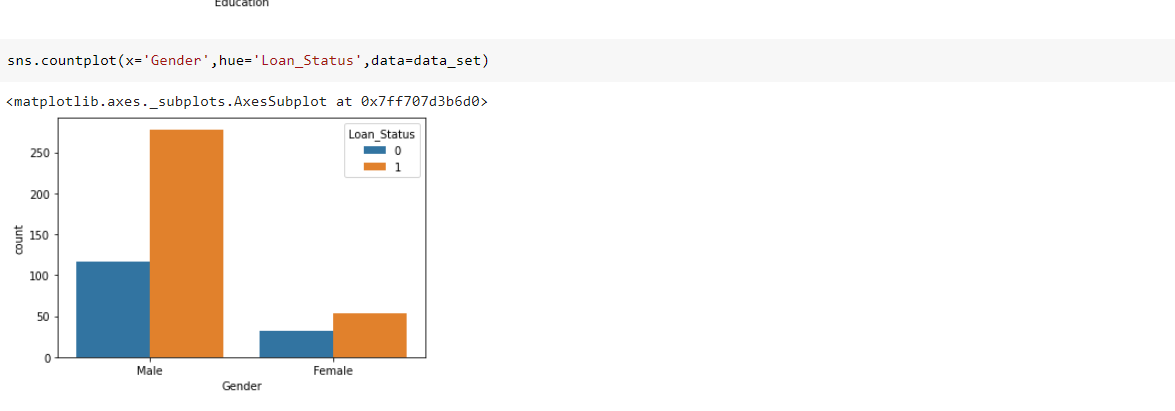 Education
sns.countplot(x='Gender',hue='Loan_Status',data=data_set)
<matplotlib.axes._subplots.AxesSubplot at 0x7ff707d3b6d0>
Loan_Status
0
1
250
200
150
100
50
0
count
Male Female
Gender